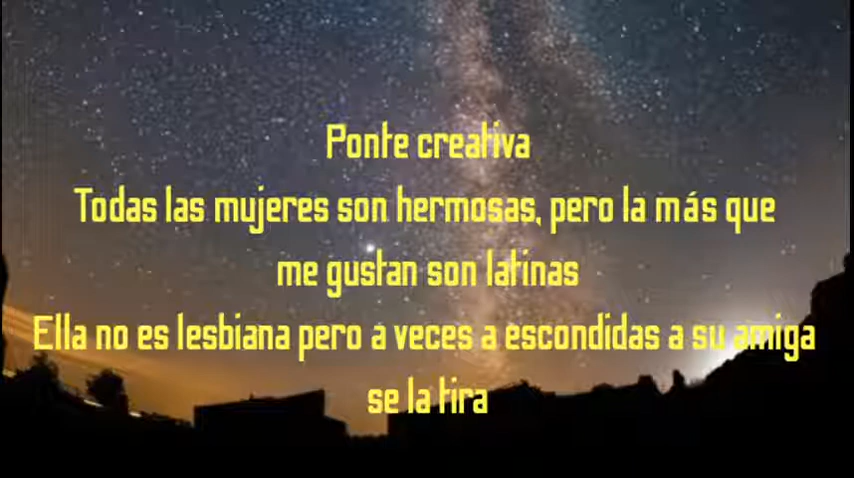 Ponte creativa
Todas las mujeres son hermosas, pero la más que
me gustan son latinas
Ella no es lesbiana pero a veces a escondidas a su amiga
se la tira